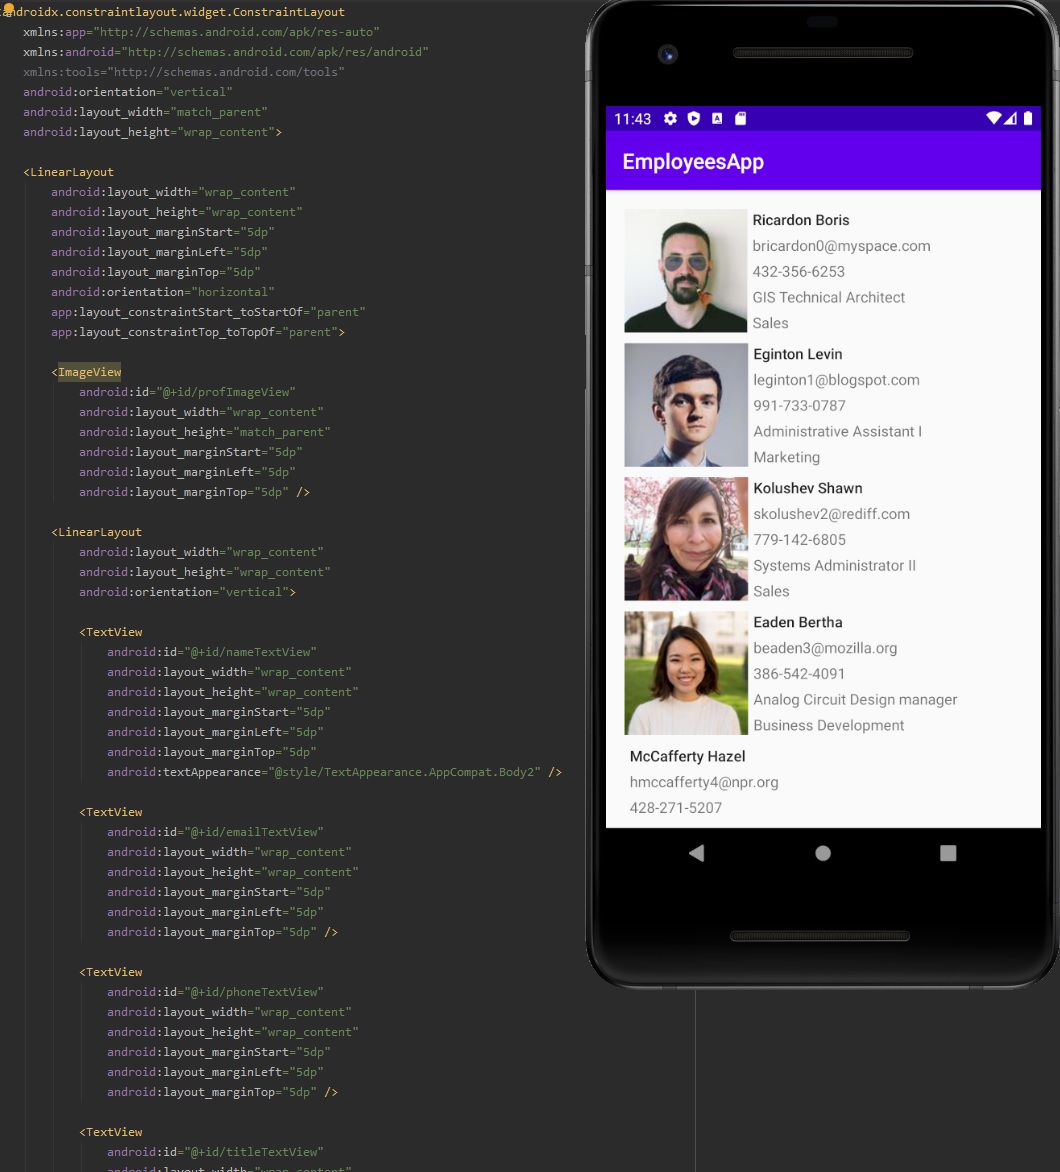 androidx.constraintlayout.widget.ConstraintLayout
xmlns:app="http://schemas.android.com/apk/res-auto"
xmlns:android="http://schemas.android.com/apk/res/android"
xmlns:tools="http://schemas.android.com/tools"
android:orientation="vertical"
android:layout_width="match_parent"
android:layout_height="wrap_content">
<LinearLayout
android:layout_width="wrap_content"
android:layout_height="wrap_content"
android:layout_marginStart="5dp"
android:layout_marginLeft="5dp"
android:layout_marginTop="5dp"
android:orientation="horizontal"
app:layout_constraintStart_toStartOf="parent"
app:layout_constraintTop_toTopOf="parent">
<ImageView
android:id="@+id/profImageView"
android:layout_width="wrap_content"
android:layout_height="match_parent"
android:layout_marginStart="5dp"
android:layout_marginLeft="5dp"
android:layout_marginTop="5dp" />
<LinearLayout
android:layout_width="wrap_content"
android:layout_height="wrap_content"
android:orientation="vertical">
<TextView
android:id="@+id/nameTextView"
android:layout_width="wrap_content"
android:layout_height="wrap_content"
android:layout_marginStart="5dp"
android:layout_marginLeft="5dp"
android:layout_marginTop="5dp"
android:textAppearance="@style/TextAppearance.AppCompat.Body2" />
<TextView
android:id="@+id/emailTextView"
android:layout_width="wrap_content"
android:layout_height="wrap_content"
android:layout_marginStart="5dp"
android:layout_marginLeft="5dp"
android:layout_marginTop="5dp" />
<TextView
android:id="@+id/phoneTextView"
android:layout_width="wrap_content"
android:layout_height="wrap_content"
android:layout_marginStart="5dp"
android:layout_marginLeft="5dp"
android:layout_marginTop="5dp" />
<TextView
android:id="@+id/titleTextView"
android:layout_width="wrap_content"
11:43
EmployeesApp
Ricardon Boris
bricardon0@myspace.com
432-356-6253
GIS Technical Architect
Sales
Eginton Levin
leginton1@blogspot.com
991-733-0787
Administrative Assistant I
Marketing
Kolushev Shawn
skolushev2@rediff.com
779-142-6805
Systems Administrator II
Sales
Eaden Bertha
beaden3@mozilla.org
386-542-4091
Analog Circuit Design manager
Business Development
McCafferty Hazel
hmccafferty4@npr.org
428-271-5207